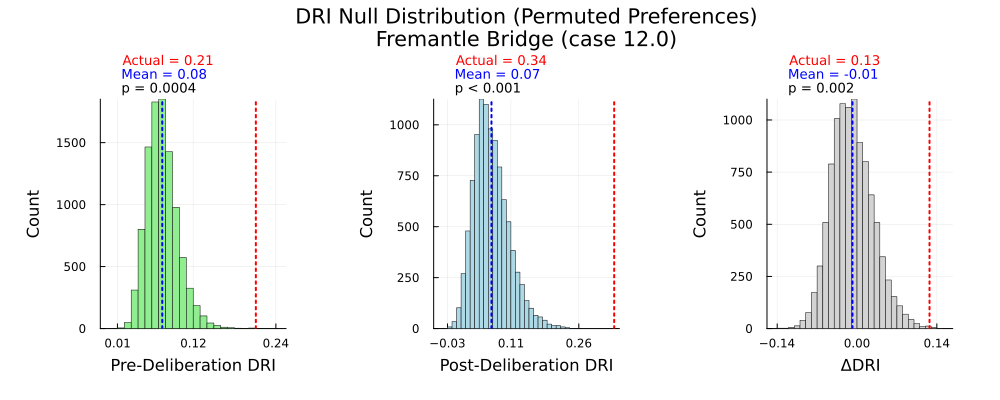 DRI Null Distribution (Permuted Preferences)
Fremantle Bridge (case 12.0)
Actual = 0.21
Mean = 0.08
p = 0.0004
Count
1500
1000
500
0
0.01 0.12 0.24
Pre-Deliberation DRI
Actual = 0.34
Mean = 0.07
p < 0.001
Count
1000
750
500
250
0
−0.03 0.11 0.26
Post-Deliberation DRI
Actual = 0.13
Mean = -0.01
p = 0.002
Count
1000
750
500
250
0
−0.14 0.00 0.14
ΔDRI